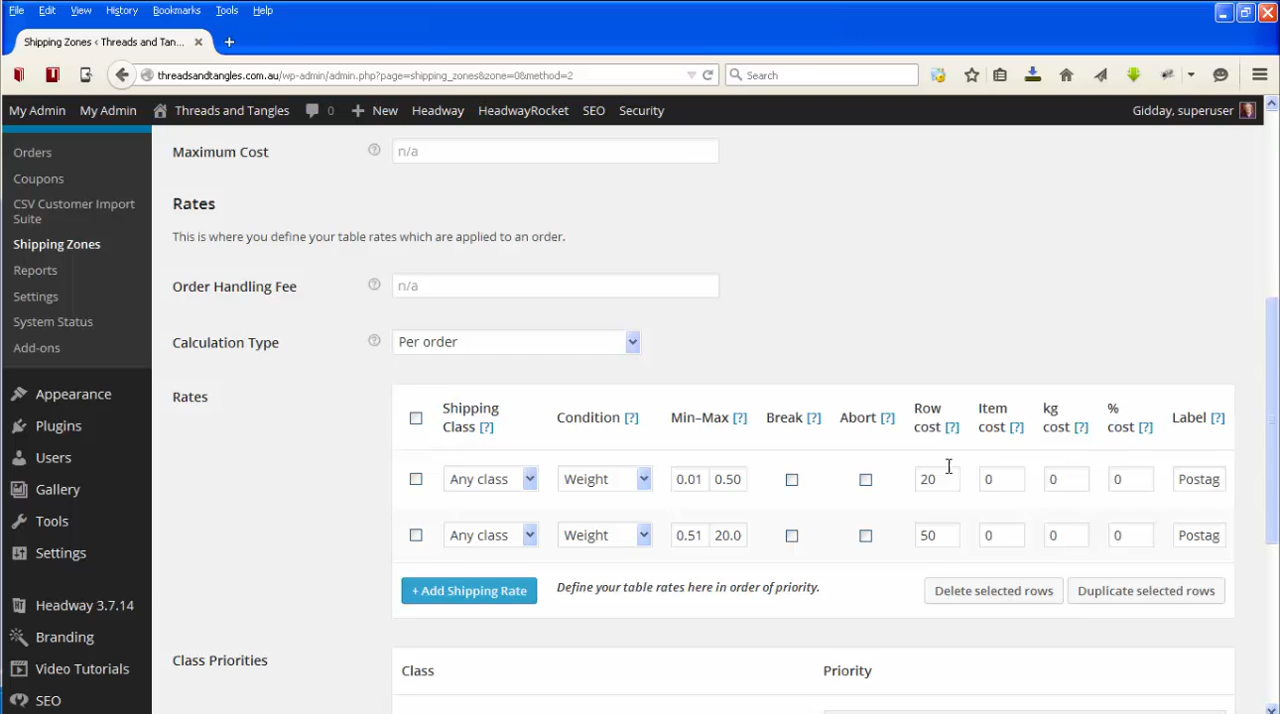 File Edit View History Bookmarks Tools Help
Shipping Zones ‹ Threads and Tan... × +
threadsandtangles.com.au/wp-admin/admin.php?page=shipping_zones&zone=0&method=2 Search
My Admin My Admin Threads and Tangles 0 + New Headway HeadwayRocket SEO Security Gidday, superuser
Orders
Coupons
CSV Customer Import
Suite
Shipping Zones
Reports
Settings
System Status
Add-ons
Appearance
Plugins
Users
Gallery
Tools
Settings
Headway 3.7.14
Branding
Video Tutorials
SEO
Maximum Cost n/a
Rates
This is where you define your table rates which are applied to an order.
Order Handling Fee n/a
Calculation Type Per order
Rates
Shipping Class [?] Condition [?] Min–Max [?] Break [?] Abort [?] Row cost [?] Item cost [?] kg cost [?] % cost [?] Label [?]
Any class Weight 0.01 0.50 20 0 0 0 Postag
Any class Weight 0.51 20.0 50 0 0 0 Postag
+ Add Shipping Rate Define your table rates here in order of priority. Delete selected rows Duplicate selected rows
Class Priorities Class Priority